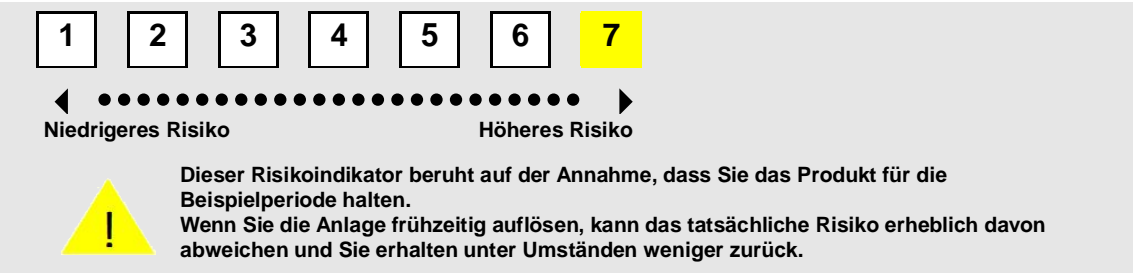 1 2 3 4 5 6 7
Niedrigeres Risiko Höheres Risiko
Dieser Risikoindikator beruht auf der Annahme, dass Sie das Produkt für die
Beispielperiode halten.
Wenn Sie die Anlage frühzeitig auflösen, kann das tatsächliche Risiko erheblich davon
abweichen und Sie erhalten unter Umständen weniger zurück.
!